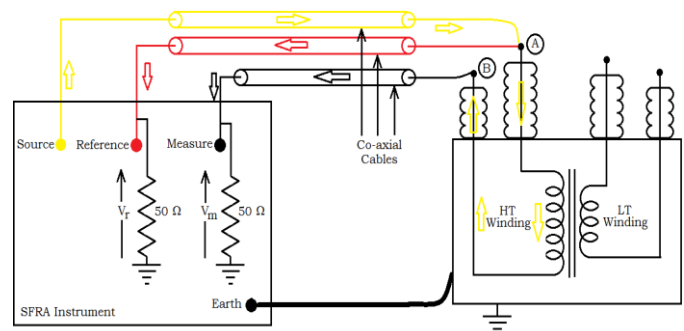 A
B
Co-axial
Cables
Source
Reference
Measure
Vr
50 Ω
Vm
50 Ω
HT
Winding
LT
Winding
Earth
SFRA Instrument